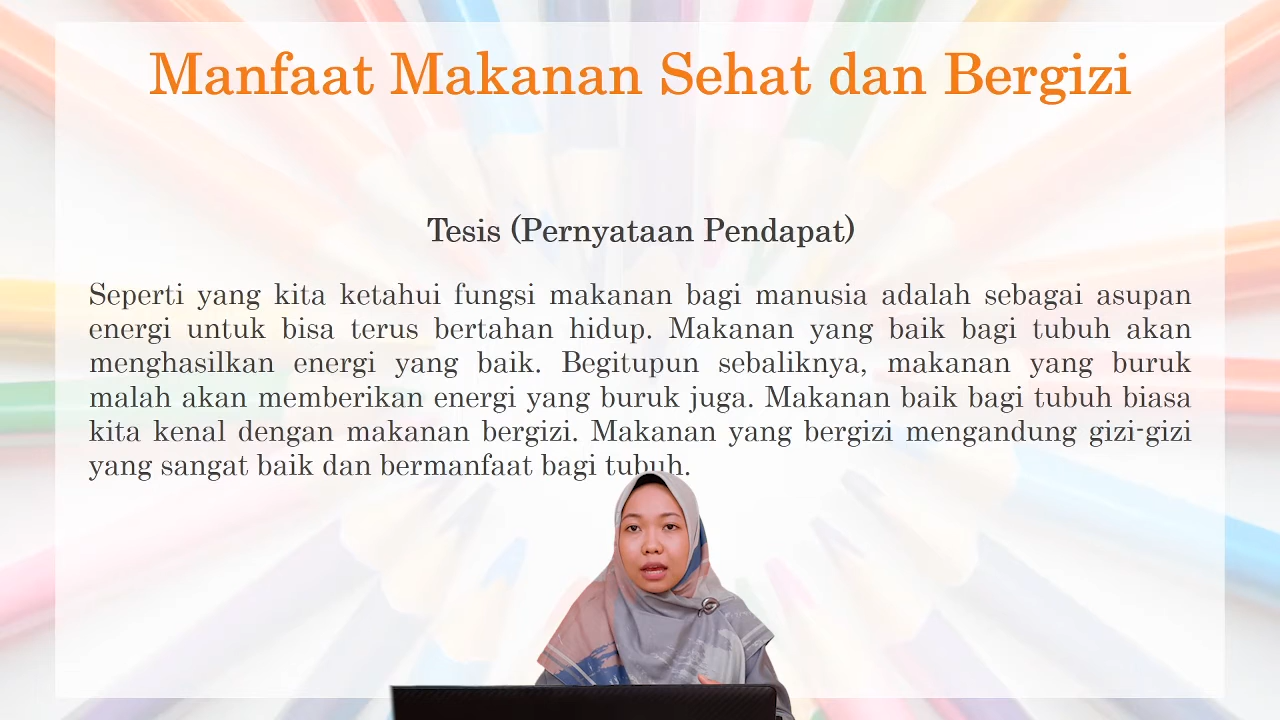 Manfaat Makanan Sehat dan Bergizi
Tesis (Pernyataan Pendapat)
Seperti yang kita ketahui fungsi makanan bagi manusia adalah sebagai asupan
energi untuk bisa terus bertahan hidup. Makanan yang baik bagi tubuh akan
menghasilkan energi yang baik. Begitupun sebaliknya, makanan yang buruk
malah akan memberikan energi yang buruk juga. Makanan baik bagi tubuh biasa
kita kenal dengan makanan bergizi. Makanan yang bergizi mengandung gizi-gizi
yang sangat baik dan bermanfaat bagi tubuh.